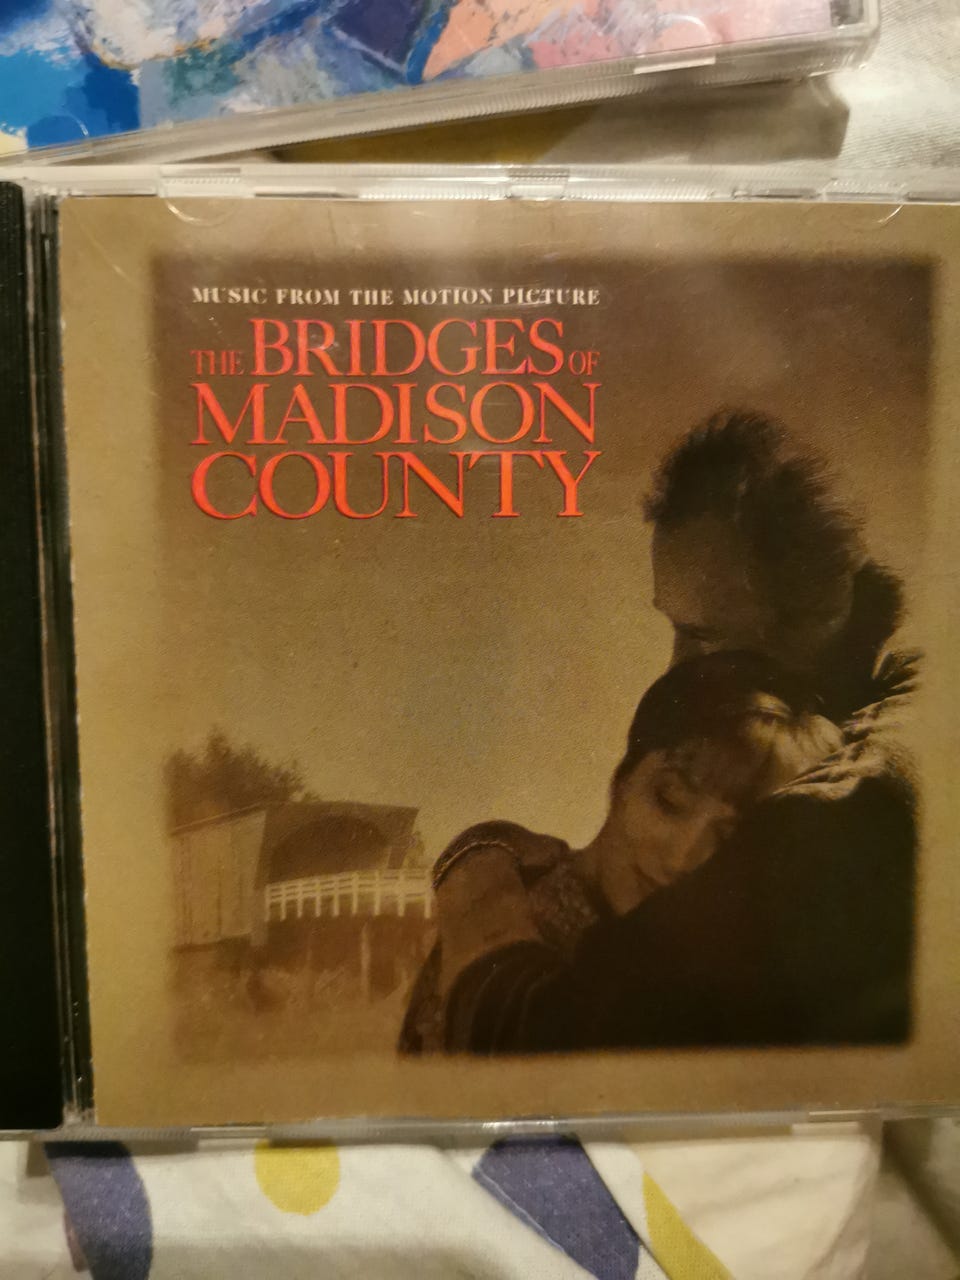 MUSIC FROM THE MOTION PICTURE
THE BRIDGES OF
MADISON
COUNTY